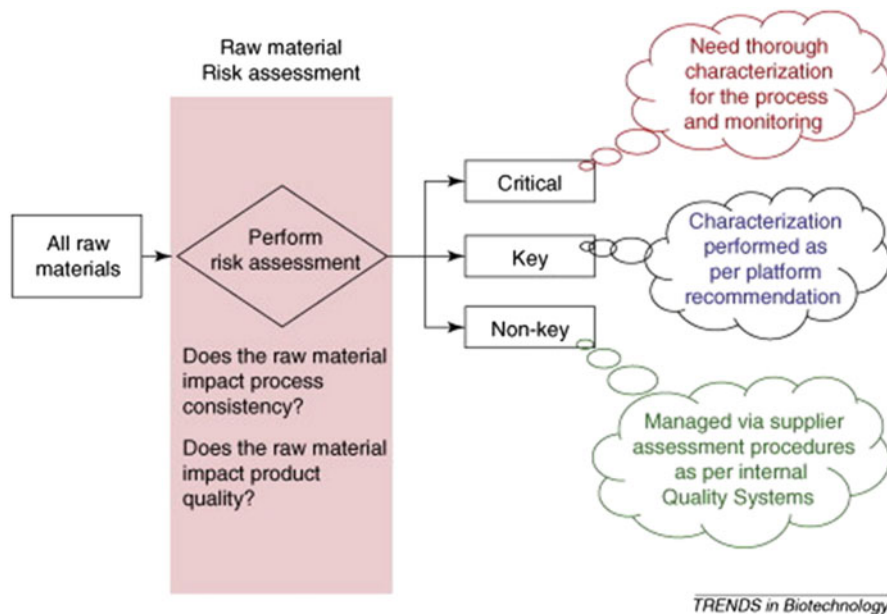 Raw material
Risk assessment
All raw
materials
Perform
risk assessment
Does the raw material
impact process
consistency?
Does the raw material
impact product
quality?
Critical
Key
Non-key
Need thorough
characterization
for the process
and monitoring
Characterization
performed as
per platform
recommendation
Managed via supplier
assessment procedures
as per internal
Quality Systems
TRENDS in Biotechnology